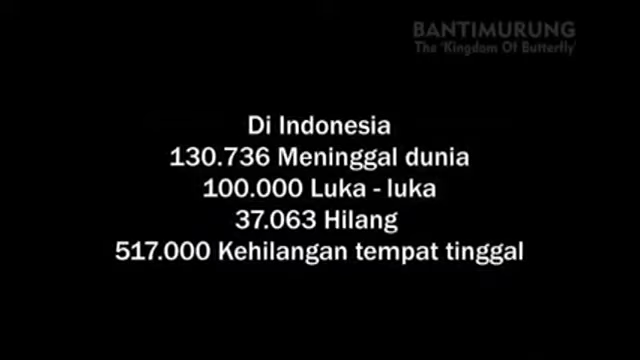 BANTIMURUNG
The 'Kingdom Of Butterfly'
Di Indonesia
130.736 Meninggal dunia
100.000 Luka - luka
37.063 Hilang
517.000 Kehilangan tempat tinggal